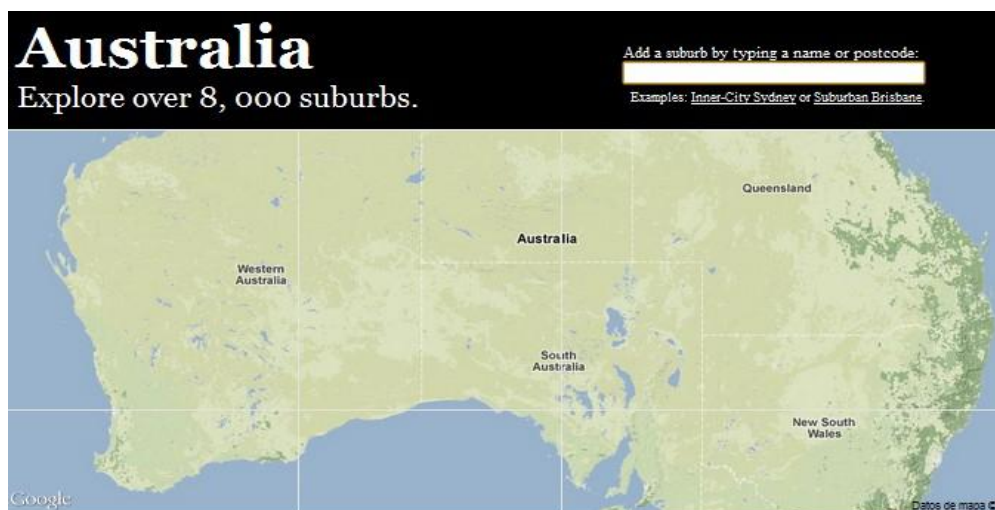 Australia
Explore over 8, 000 suburbs.
Add a suburb by typing a name or postcode:
Examples: Inner-City Sydney or Suburban Brisbane.
Queensland
Australia
Western
Australia
South
Australia
New South
Wales
Google
Datos de mapa ©